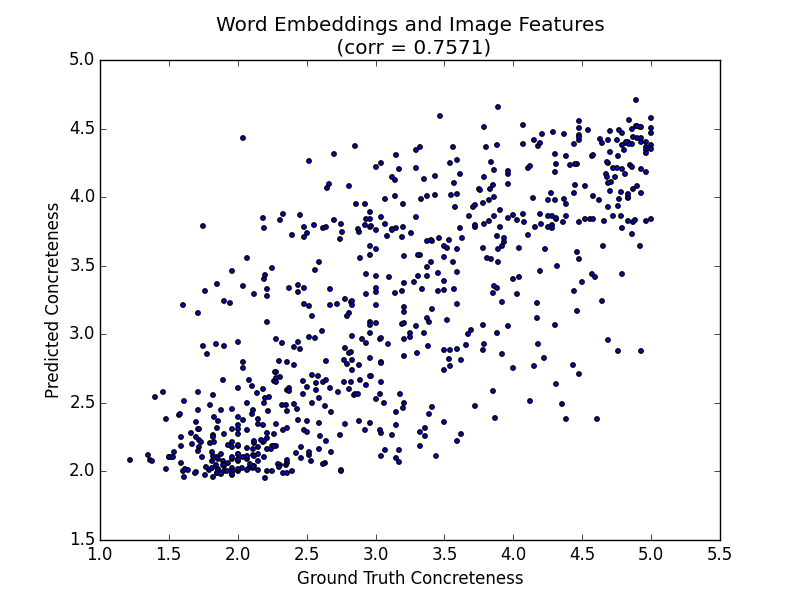 Word Embeddings and Image Features
(corr = 0.7571)
5.0
4.5
4.0
3.5
3.0
2.5
2.0
1.5
Predicted Concreteness
1.0 1.5 2.0 2.5 3.0 3.5 4.0 4.5 5.0 5.5
Ground Truth Concreteness